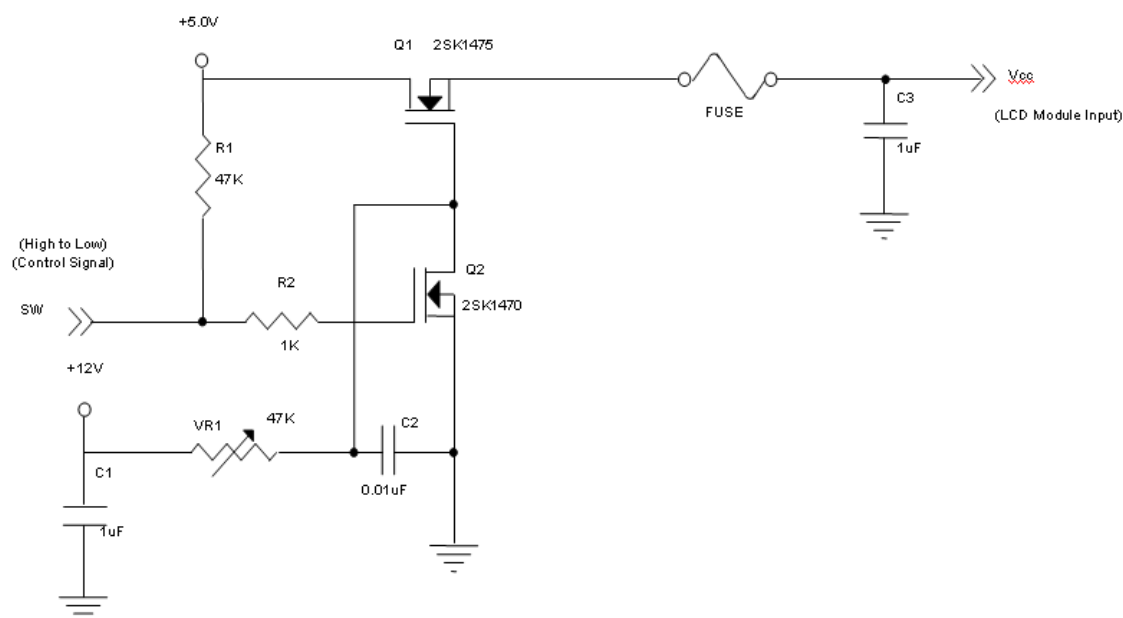 +5.0V
Q1 2SK1475
Vcc
C3
FUSE
(LCD Module Input)
R1
1uF
47K
(High to Low)
(Control Signal)
Q2
R2
SW
2SK1470
1K
+12V
47K
VR1
C2
C1
0.01uF
1uF